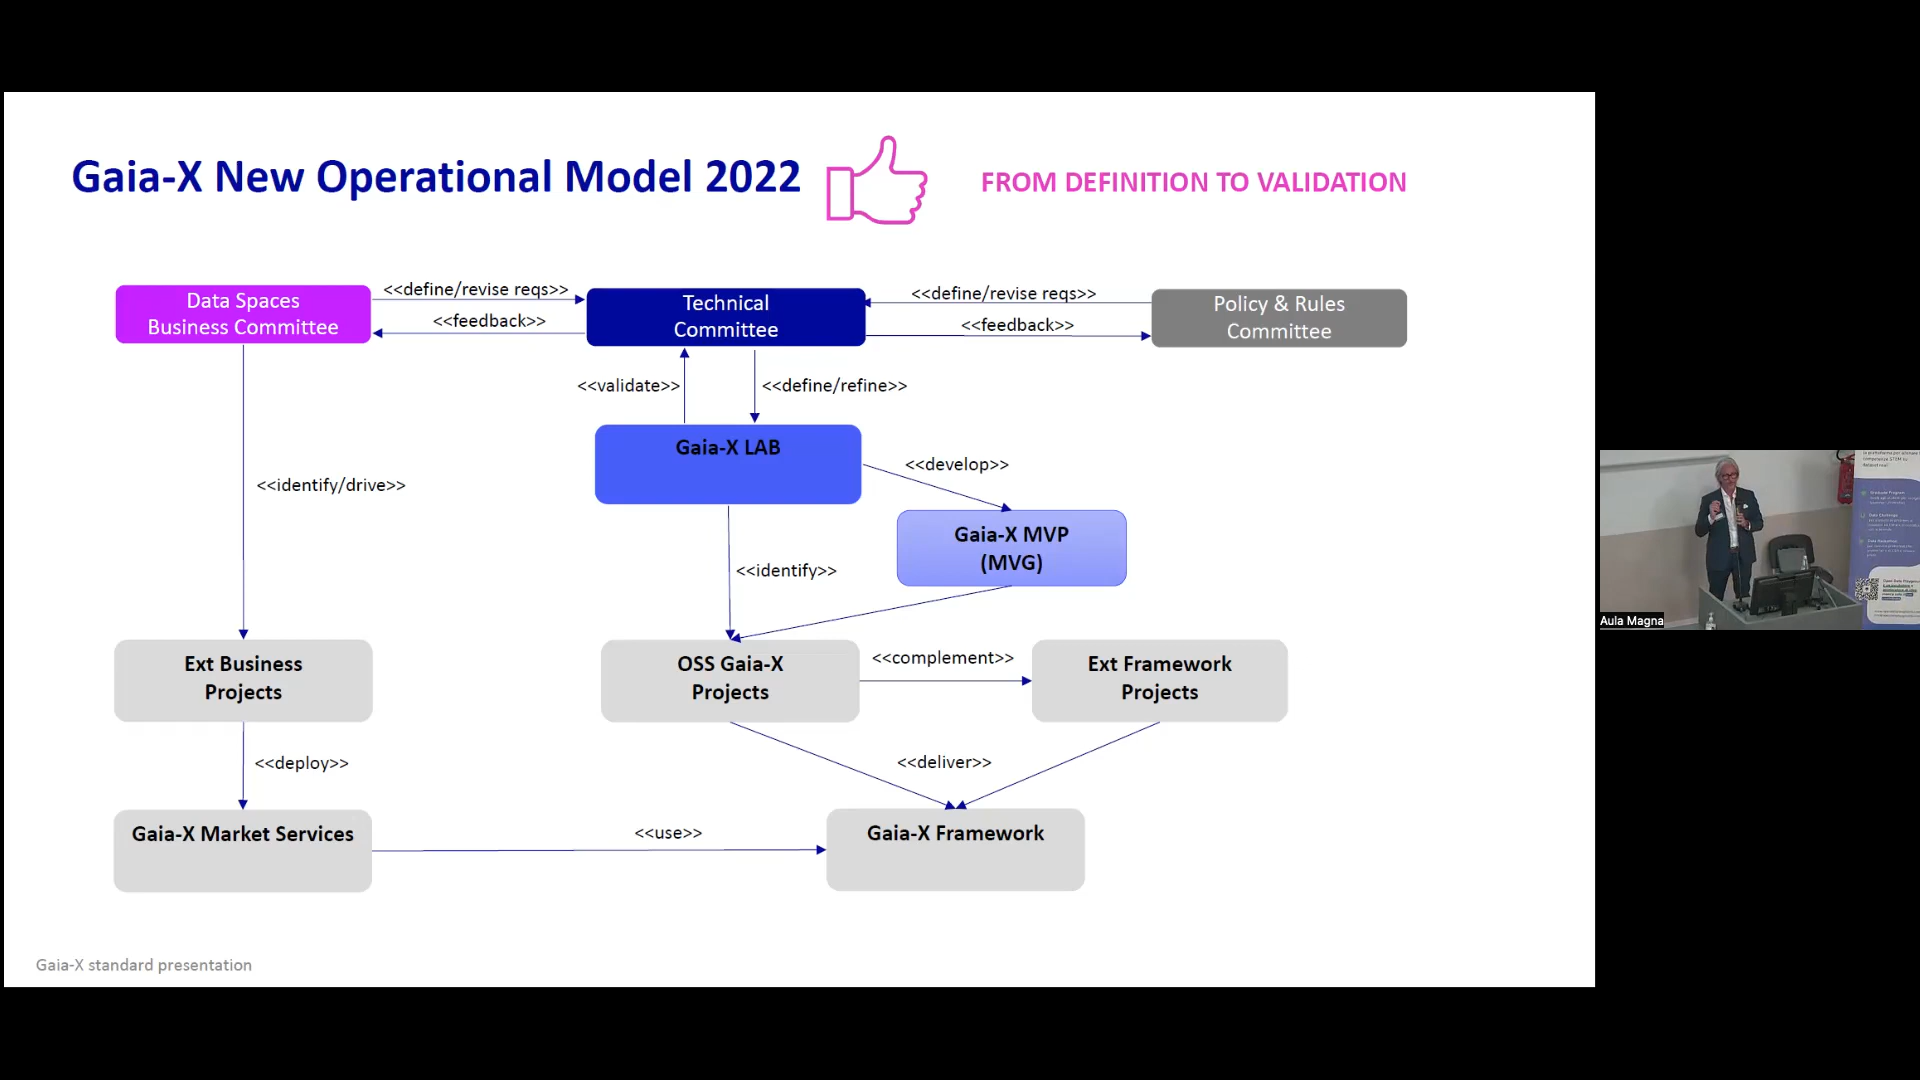 Gaia-X New Operational Model 2022
FROM DEFINITION TO VALIDATION
Data Spaces
Business Committee
<<define/revise reqs>>
<<feedback>>
Technical
Committee
<<define/revise reqs>>
<<feedback>>
Policy & Rules
Committee
<<validate>>
<<define/refine>>
Gaia-X LAB
<<develop>>
<<identify/drive>>
Gaia-X MVP
(MVG)
<<identify>>
Ext Business
Projects
OSS Gaia-X
Projects
<<complement>>
Ext Framework
Projects
<<deploy>>
<<deliver>>
Gaia-X Market Services
<<use>>
Gaia-X Framework
Gaia-X standard presentation
Aula Magna